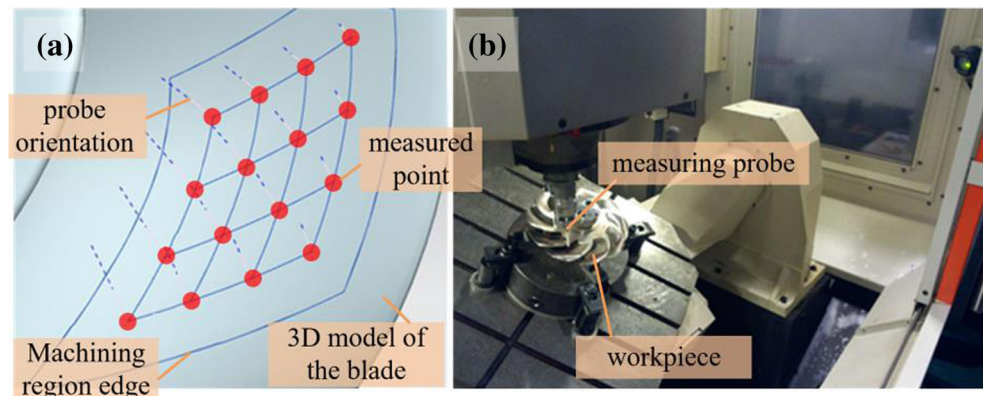 (a)
probe
orientation
measured
point
Machining
region edge
3D model of
the blade
(b)
measuring probe
workpiece